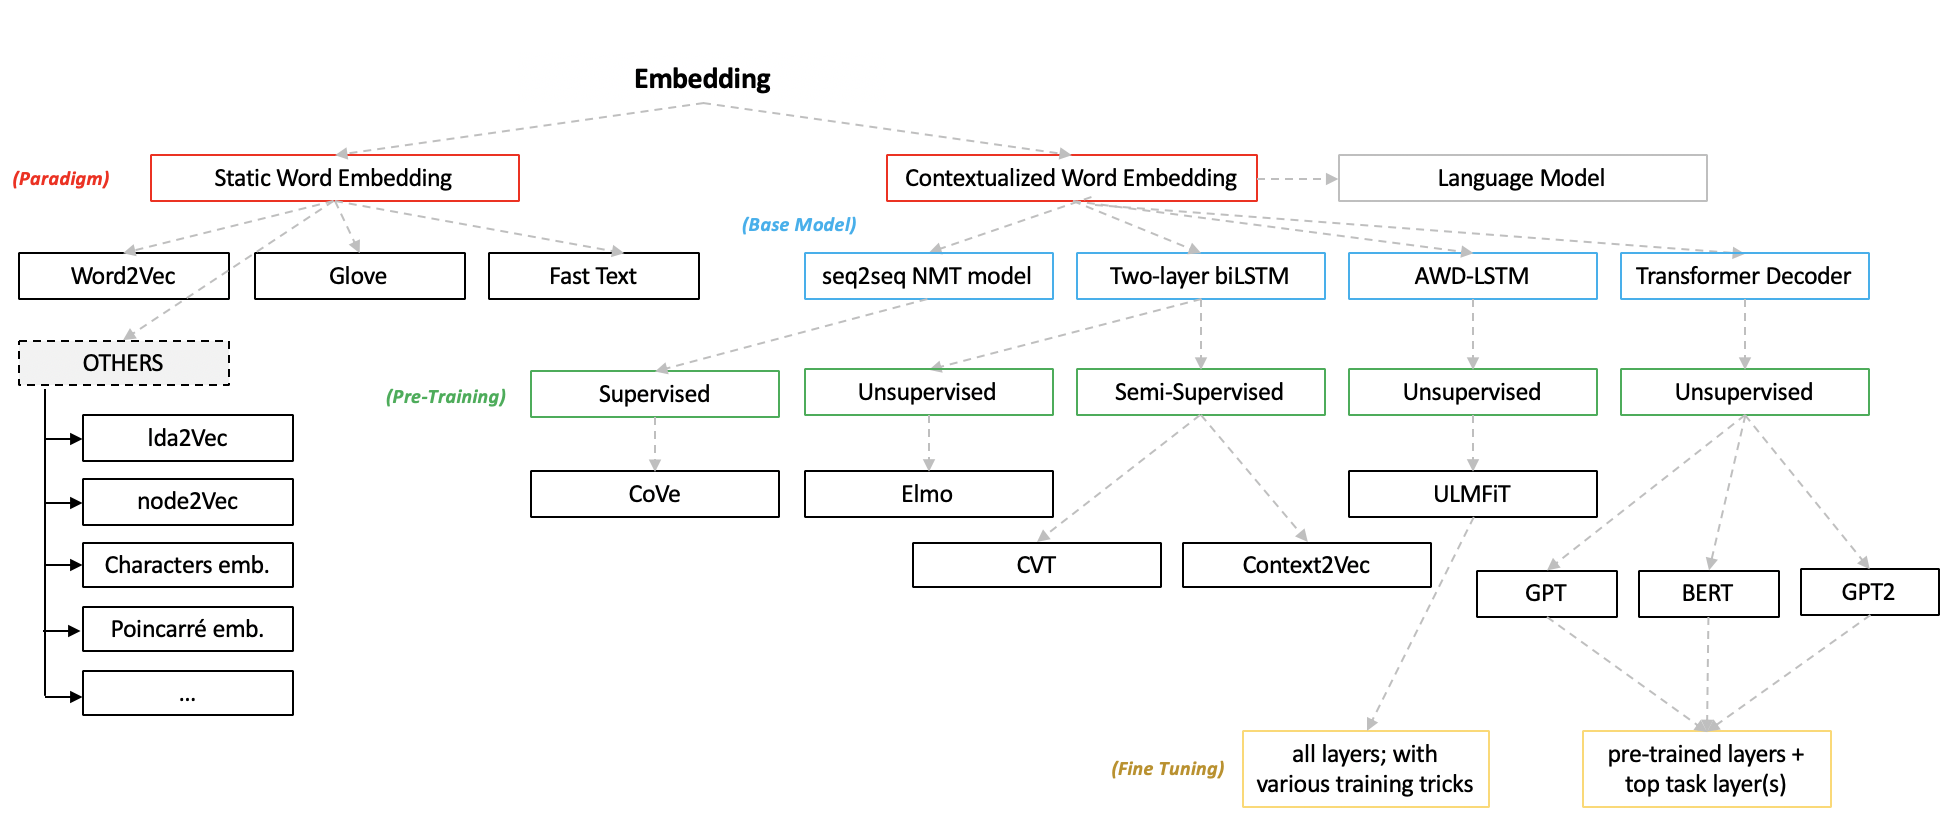 Embedding
(Paradigm)
Static Word Embedding
Contextualized Word Embedding
Language Model
(Base Model)
Word2Vec
Glove
Fast Text
seq2seq NMT model
Two-layer biLSTM
AWD-LSTM
Transformer Decoder
OTHERS
(Pre-Training)
Supervised
Unsupervised
Semi-Supervised
Unsupervised
Unsupervised
lda2Vec
node2Vec
Characters emb.
Poincarré emb.
...
CoVe
Elmo
ULMFiT
CVT
Context2Vec
GPT
BERT
GPT2
(Fine Tuning)
all layers; with
various training tricks
pre-trained layers +
top task layer(s)